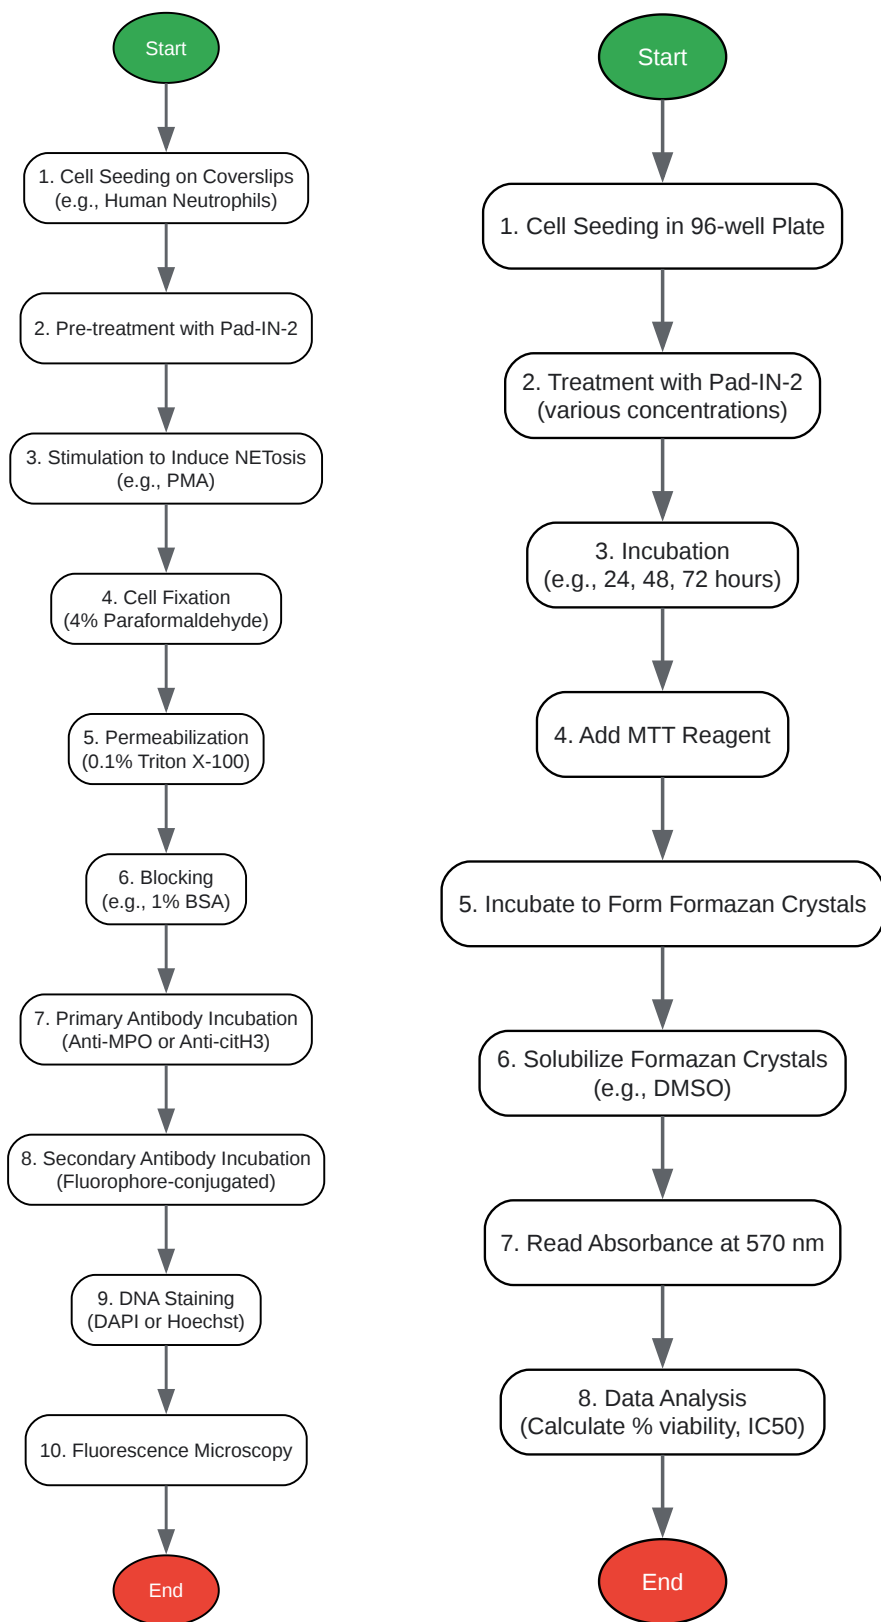 Start
1. Cell Seeding on Coverslips
(e.g., Human Neutrophils)
2. Pre-treatment with Pad-IN-2
3. Stimulation to Induce NETosis
(e.g., PMA)
4. Cell Fixation
(4% Paraformaldehyde)
5. Permeabilization
(0.1% Triton X-100)
6. Blocking
(e.g., 1% BSA)
7. Primary Antibody Incubation
(Anti-MPO or Anti-citH3)
8. Secondary Antibody Incubation
(Fluorophore-conjugated)
9. DNA Staining
(DAPI or Hoechst)
10. Fluorescence Microscopy
End
Start
1. Cell Seeding in 96-well Plate
2. Treatment with Pad-IN-2
(various concentrations)
3. Incubation
(e.g., 24, 48, 72 hours)
4. Add MTT Reagent
5. Incubate to Form Formazan Crystals
6. Solubilize Formazan Crystals
(e.g., DMSO)
7. Read Absorbance at 570 nm
8. Data Analysis
(Calculate % viability, IC50)
End